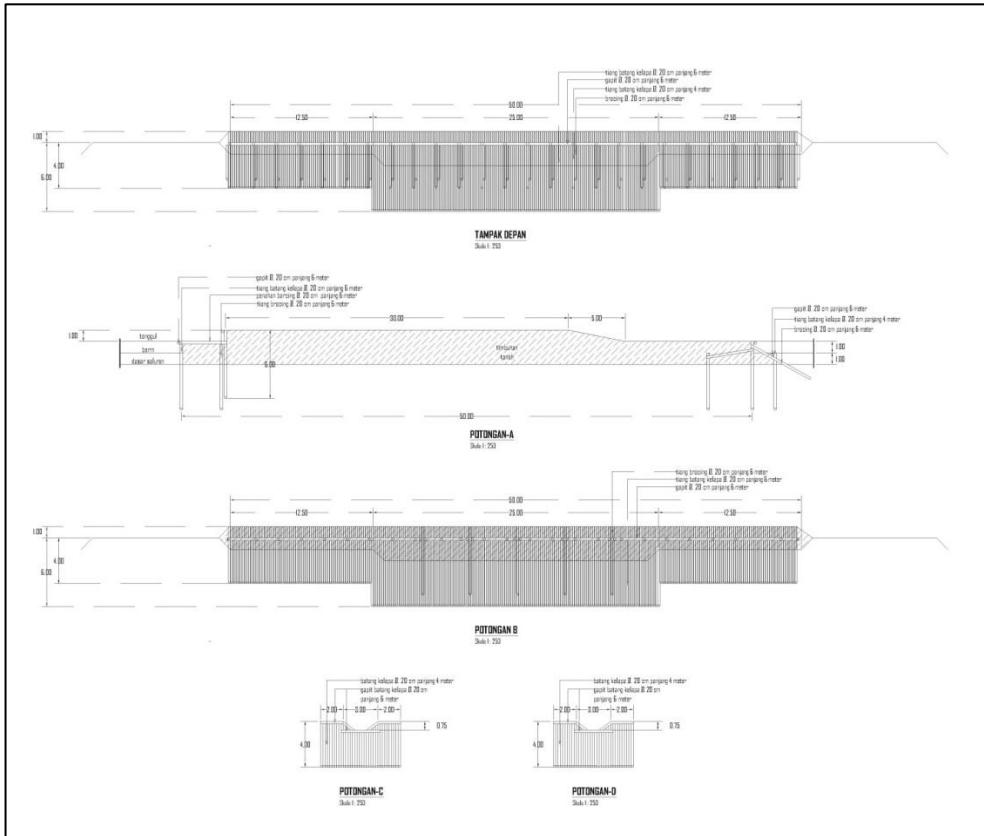 tiang batang kelapa Ø. 20 cm panjang 6 meter
gapit Ø. 20 cm panjang 6 meter
tiang batang kelapa Ø. 20 cm panjang 4 meter
bracing Ø. 20 cm panjang 6 meter
50.00
12.50 25.00 12.50
1.00
4.00
6.00
TAMPAK DEPAN
Skala 1 : 250
gapit Ø. 20 cm panjang 6 meter
tiang batang kelapa Ø. 20 cm panjang 6 meter
penahan barcing Ø. 20 cm panjang 6 meter
tiang bracing Ø. 20 cm panjang 6 meter
gapit Ø. 20 cm panjang 6 meter
tiang batang kelapa Ø. 20 cm panjang 4 meter
bracing Ø. 20 cm panjang 6 meter
30.00 5.00
1.00
tanggul
berm
dasar saluran
timbunan
tanah
6.00
1.00
1.00
50.00
POTONGAN-A
Skala 1 : 250
tiang bracing Ø. 20 cm panjang 6 meter
tiang batang kelapa Ø. 20 cm panjang 6 meter
gapit Ø. 20 cm panjang 6 meter
50.00
12.50 25.00 12.50
1.00
4.00
6.00
POTONGAN B
Skala 1 : 250
batang kelapa Ø. 20 cm panjang 4 meter
gapit batang kelapa Ø. 20 cm
panjang 6 meter
2.00 3.00 2.00
0.75
4.00
POTONGAN-C
Skala 1 : 250
batang kelapa Ø. 20 cm panjang 4 meter
gapit batang kelapa Ø. 20 cm
panjang 6 meter
2.00 3.00 2.00
0.75
4.00
POTONGAN-D
Skala 1 : 250